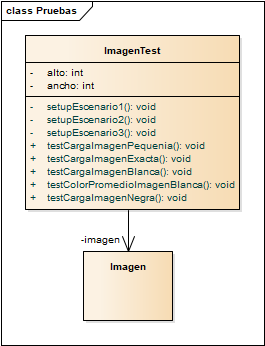 class Pruebas
ImagenTest
- alto: int
- ancho: int
- setupEscenario1(): void
- setupEscenario2(): void
- setupEscenario3(): void
+ testCargaImagenPequenia(): void
+ testCargaImagenExacta(): void
+ testCargaImagenBlanca(): void
+ testColorPromedioImagenBlanca(): void
+ testCargaImagenNegra(): void
-imagen
Imagen